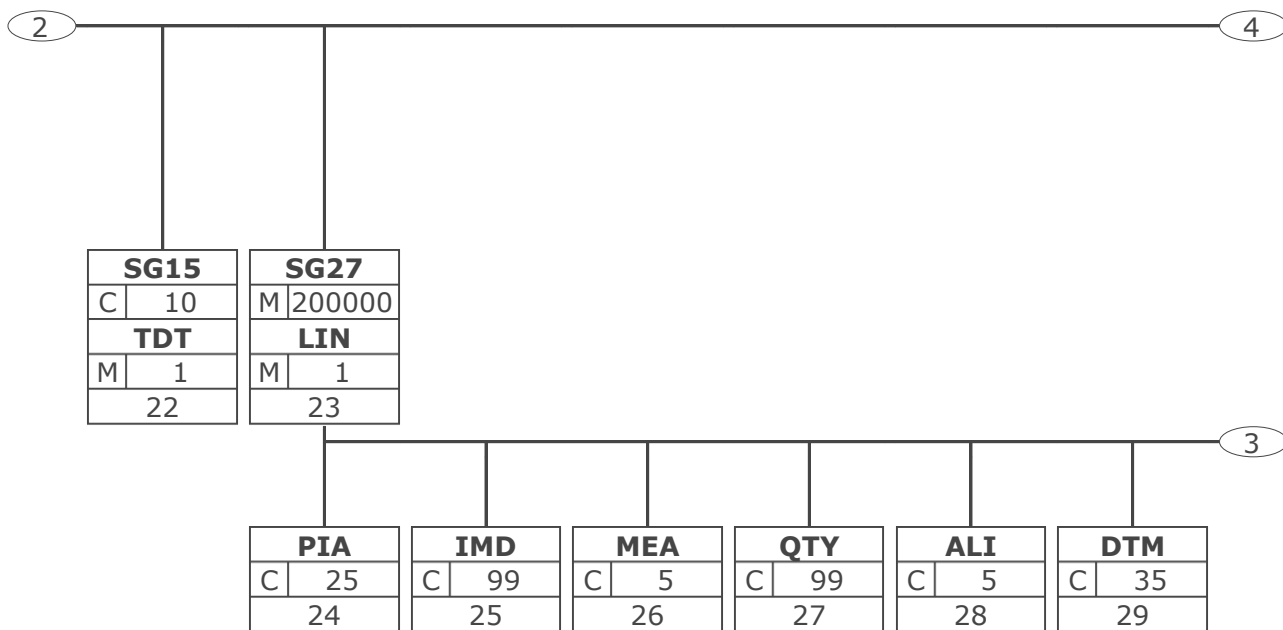 2
4
SG15
C 10
TDT
M 1
22
SG27
M 200000
LIN
M 1
23
3
PIA
C 25
24
IMD
C 99
25
MEA
C 5
26
QTY
C 99
27
ALI
C 5
28
DTM
C 35
29